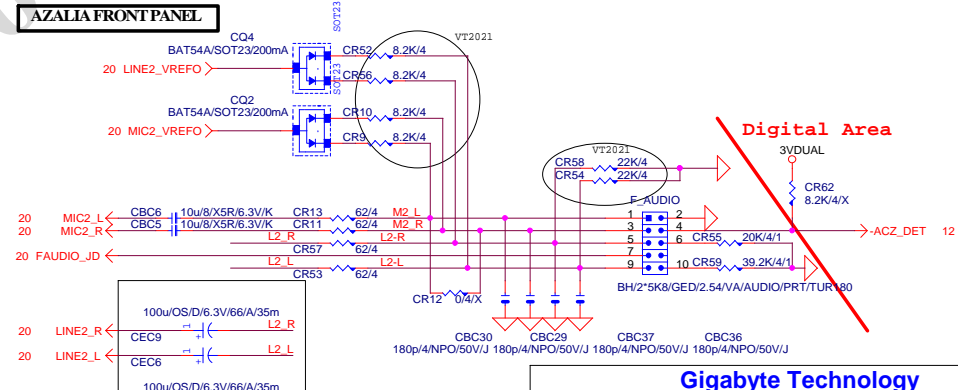 AZALIA FRONT PANEL
SOT23
CQ4
BAT54A/SOT23/200mA
CR52 8.2K/4
VT2021
20 LINE2_VREFO
SOT23
CR56 8.2K/4
CQ2
BAT54A/SOT23/200mA
CR10 8.2K/4
20 MIC2_VREFO
CR9 8.2K/4
Digital Area
3VDUAL
VT2021
CR58 22K/4
CR54 22K/4
CR62
8.2K/4/X
F_AUDIO
20 MIC2_L CBC6 10u/8/X5R/6.3V/K CR13 62/4 M2_L 1 2
20 MIC2_R CBC5 10u/8/X5R/6.3V/K CR11 62/4 M2_R 3 4 -ACZ_DET 12
L2_R L2-R 5 6 CR55 20K/4/1
20 FAUDIO_JD CR57 62/4 7
L2_L L2-L 9 10 CR59 39.2K/4/1
CR53 62/4
BH/2*5K8/GED/2.54/VA/AUDIO/PRT/TUR180
CR12 0/4/X
100u/OS/D/6.3V/66/A/35m
20 LINE2_R 1 L2_R
CEC9 +
20 LINE2_L 1 L2_L
CEC6 +
100u/OS/D/6.3V/66/A/35m
CBC30 CBC29 CBC37 CBC36
180p/4/NPO/50V/J 180p/4/NPO/50V/J 180p/4/NPO/50V/J 180p/4/NPO/50V/J
Gigabyte Technology